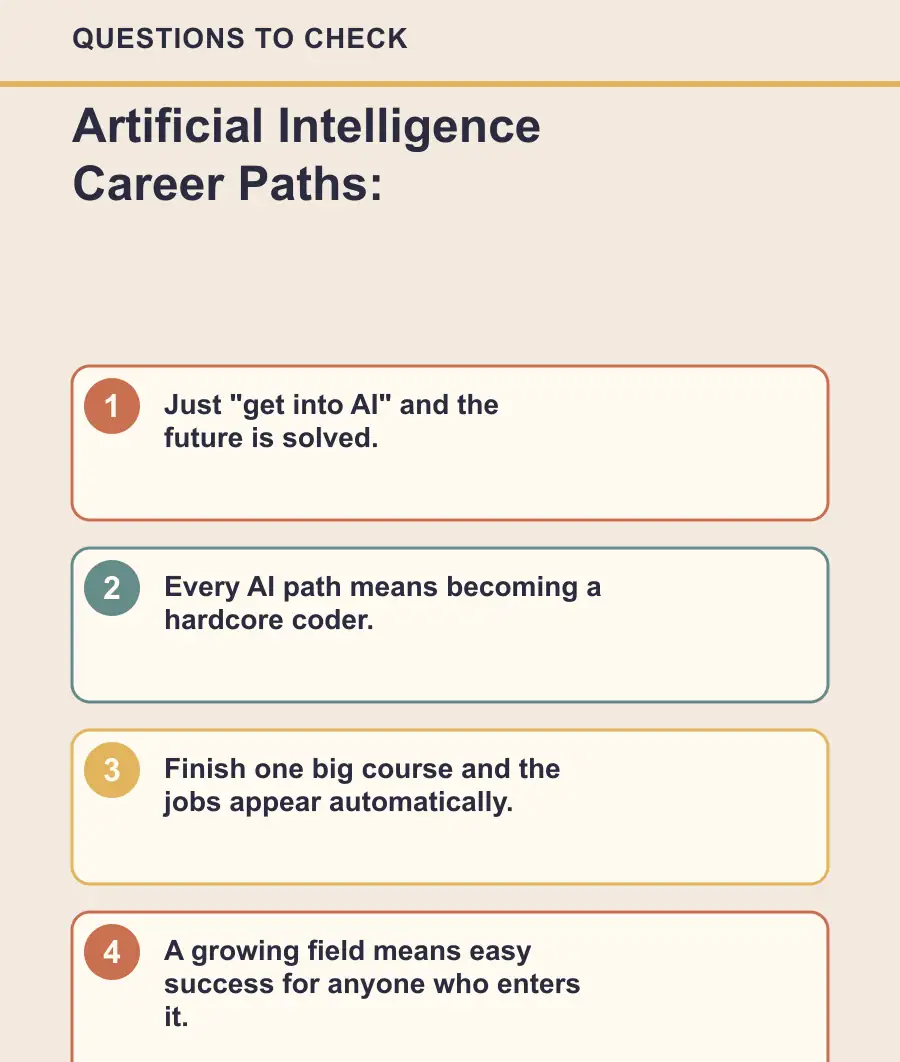 QUESTIONS TO CHECK
Artificial Intelligence
Career Paths:
1
Just "get into AI" and the
future is solved.
2
Every AI path means becoming a
hardcore coder.
3
Finish one big course and the
jobs appear automatically.
4
A growing field means easy
success for anyone who enters
it.